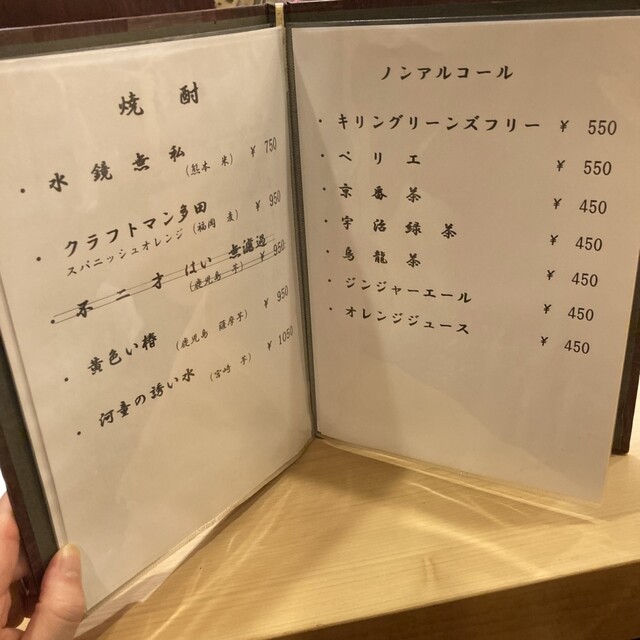 焼酎
・水鏡無私 (熊本 米) ¥750
・クラフトマン多田 ¥950
スパニッシュオレンジ (福岡 麦)
・不二才 はい 無濾過 ¥950
(鹿児島 芋)
・黄色い椿 (鹿児島 薩摩芋) ¥950
・河童の誘い水 (宮崎 芋) ¥1050
ノンアルコール
・キリングリーンズフリー ¥550
・ペリエ ¥550
・京番茶 ¥450
・宇治緑茶 ¥450
・烏龍茶 ¥450
・ジンジャーエール ¥450
・オレンジジュース ¥450